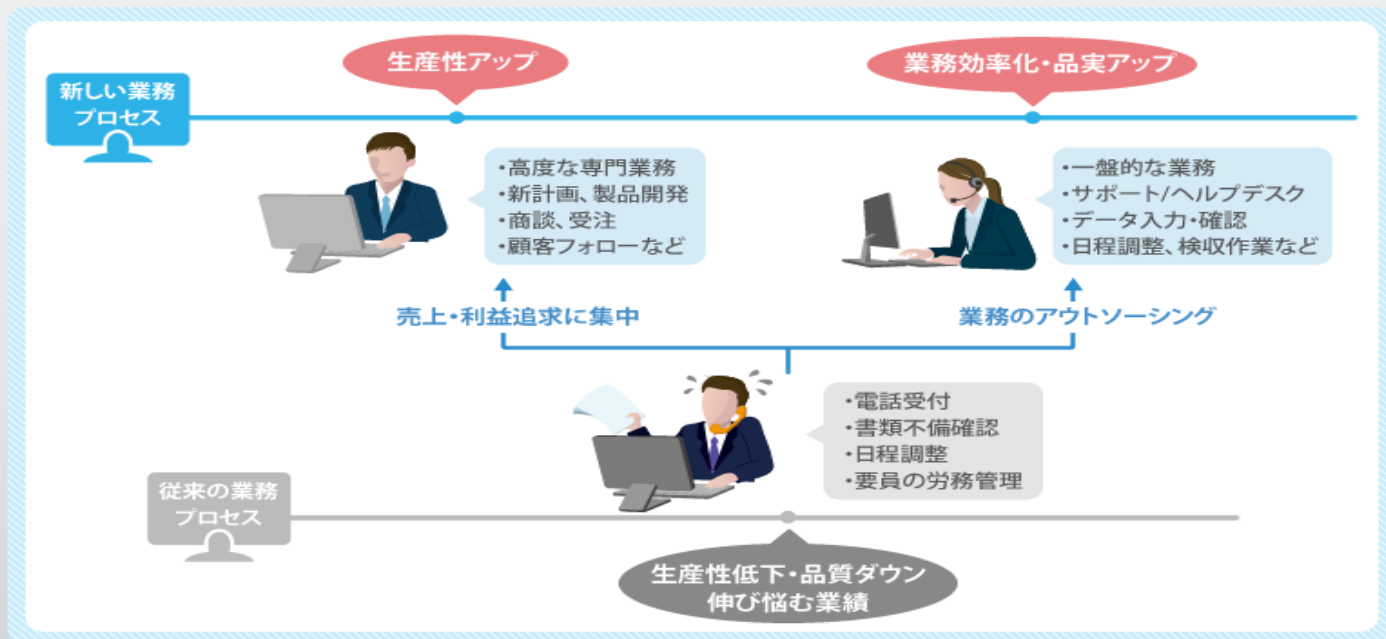 生産性アップ
業務効率化・品実アップ
新しい業務
プロセス
・高度な専門業務
・新計画、製品開発
・商談、受注
・顧客フォローなど
・一盤的な業務
・サポート/ヘルプデスク
・データ入力・確認
・日程調整、検収作業など
売上・利益追求に集中
業務のアウトソーシング
・電話受付
・書類不備確認
・日程調整
・要員の労務管理
従来の業務
プロセス
生産性低下・品質ダウン
伸び悩む業績